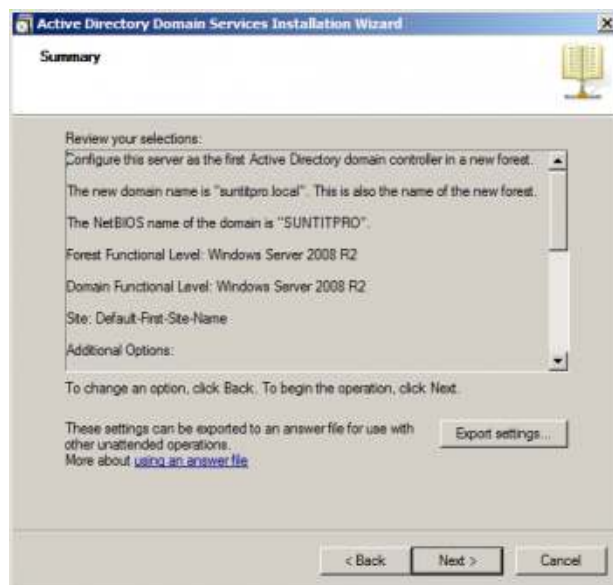 Active Directory Domain Services Installation Wizard
Summary
Review your selections:
Configure this server as the first Active Directory domain controller in a new forest.
The new domain name is "suntitpro.local". This is also the name of the new forest.
The NetBIOS name of the domain is "SUNTITPRO".
Forest Functional Level: Windows Server 2008 R2
Domain Functional Level: Windows Server 2008 R2
Site: Default-First-Site-Name
Additional Options:
To change an option, click Back. To begin the operation, click Next.
These settings can be exported to an answer file for use with
other unattended operations.
More about using an answer file
Export settings...
< Back
Next >
Cancel